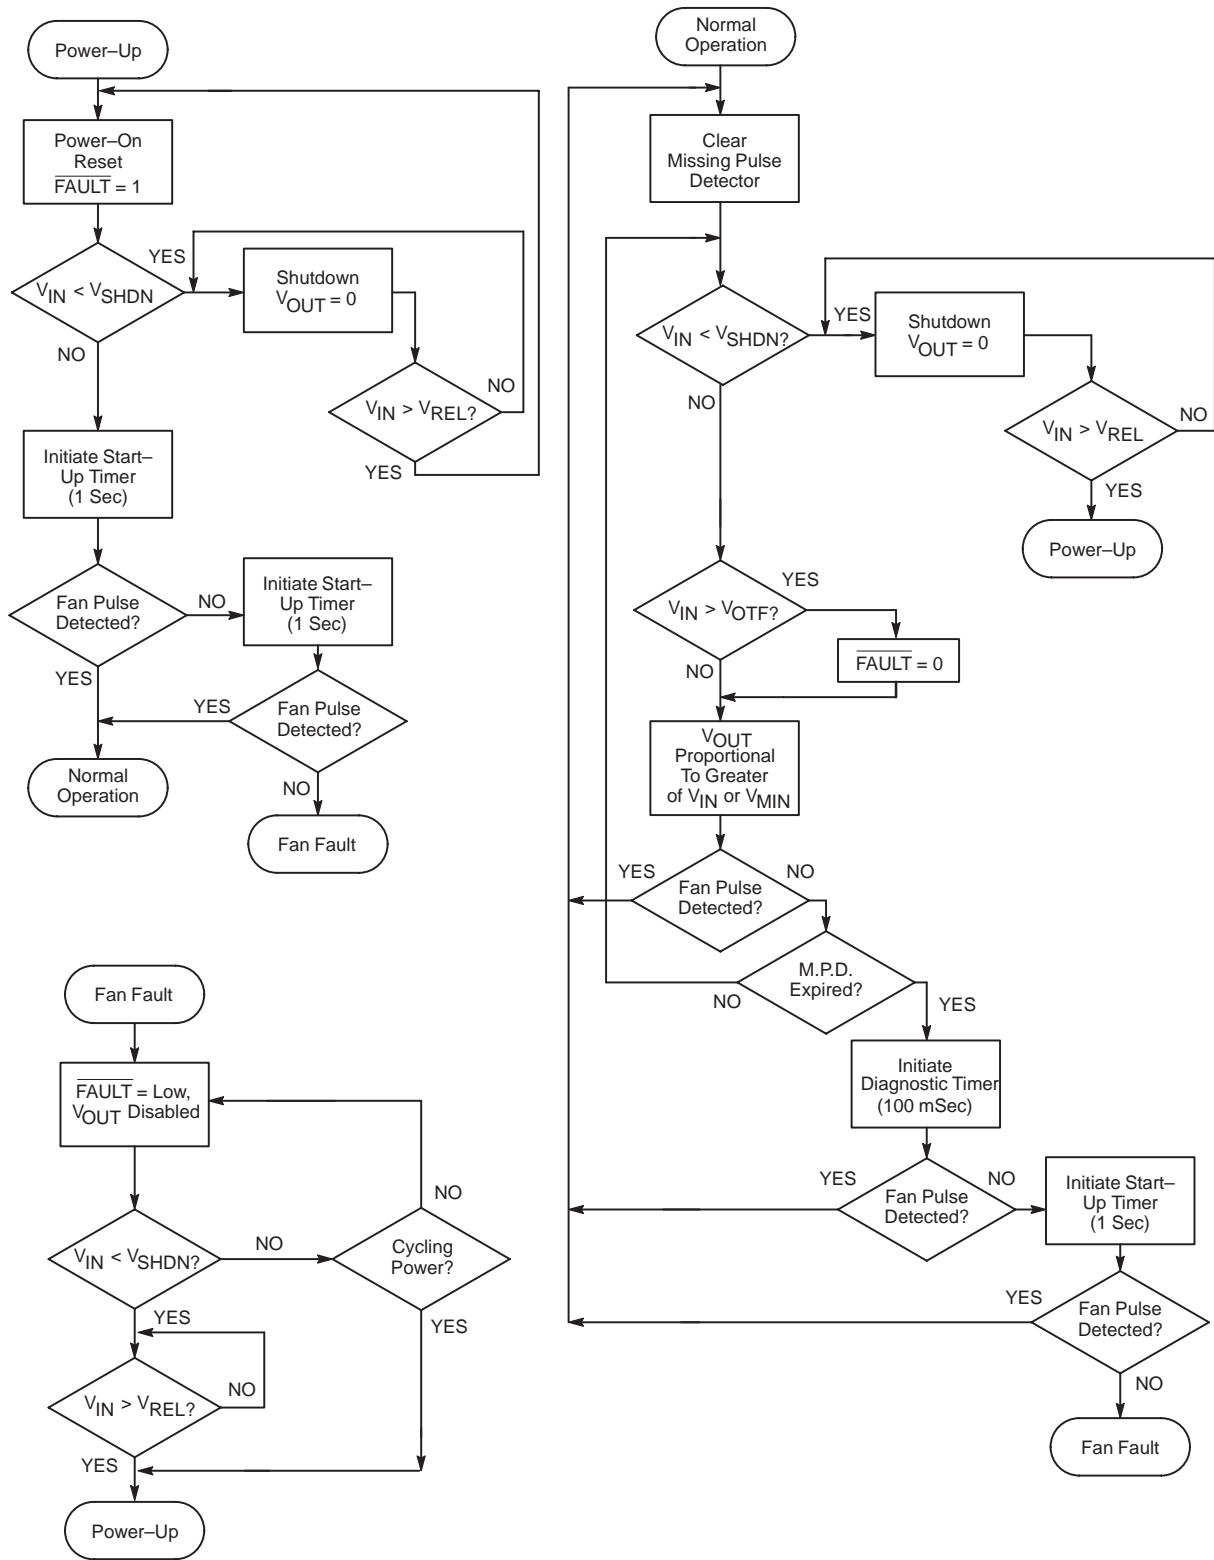 Power–Up
Power–On
Reset
FAULT = 1
YES
VIN < VSHDN
NO
Shutdown
VOUT = 0
VIN > VREL?
NO
YES
Initiate Start–
Up Timer
(1 Sec)
Fan Pulse
Detected?
NO
YES
Initiate Start–
Up Timer
(1 Sec)
Fan Pulse
Detected?
YES
NO
Normal
Operation
Fan Fault
Fan Fault
FAULT = Low,
VOUT Disabled
VIN < VSHDN?
NO
YES
Cycling
Power?
NO
YES
VIN > VREL?
NO
YES
Power–Up
Normal
Operation
Clear
Missing Pulse
Detector
VIN < VSHDN?
YES
NO
Shutdown
VOUT = 0
VIN > VREL
NO
YES
Power–Up
VIN > VOTF?
YES
NO
FAULT = 0
VOUT
Proportional
To Greater
of VIN or VMIN
YES
Fan Pulse
Detected?
NO
M.P.D.
Expired?
NO
YES
Initiate
Diagnostic Timer
(100 mSec)
YES
Fan Pulse
Detected?
NO
Initiate Start–
Up Timer
(1 Sec)
YES
Fan Pulse
Detected?
NO
Fan Fault